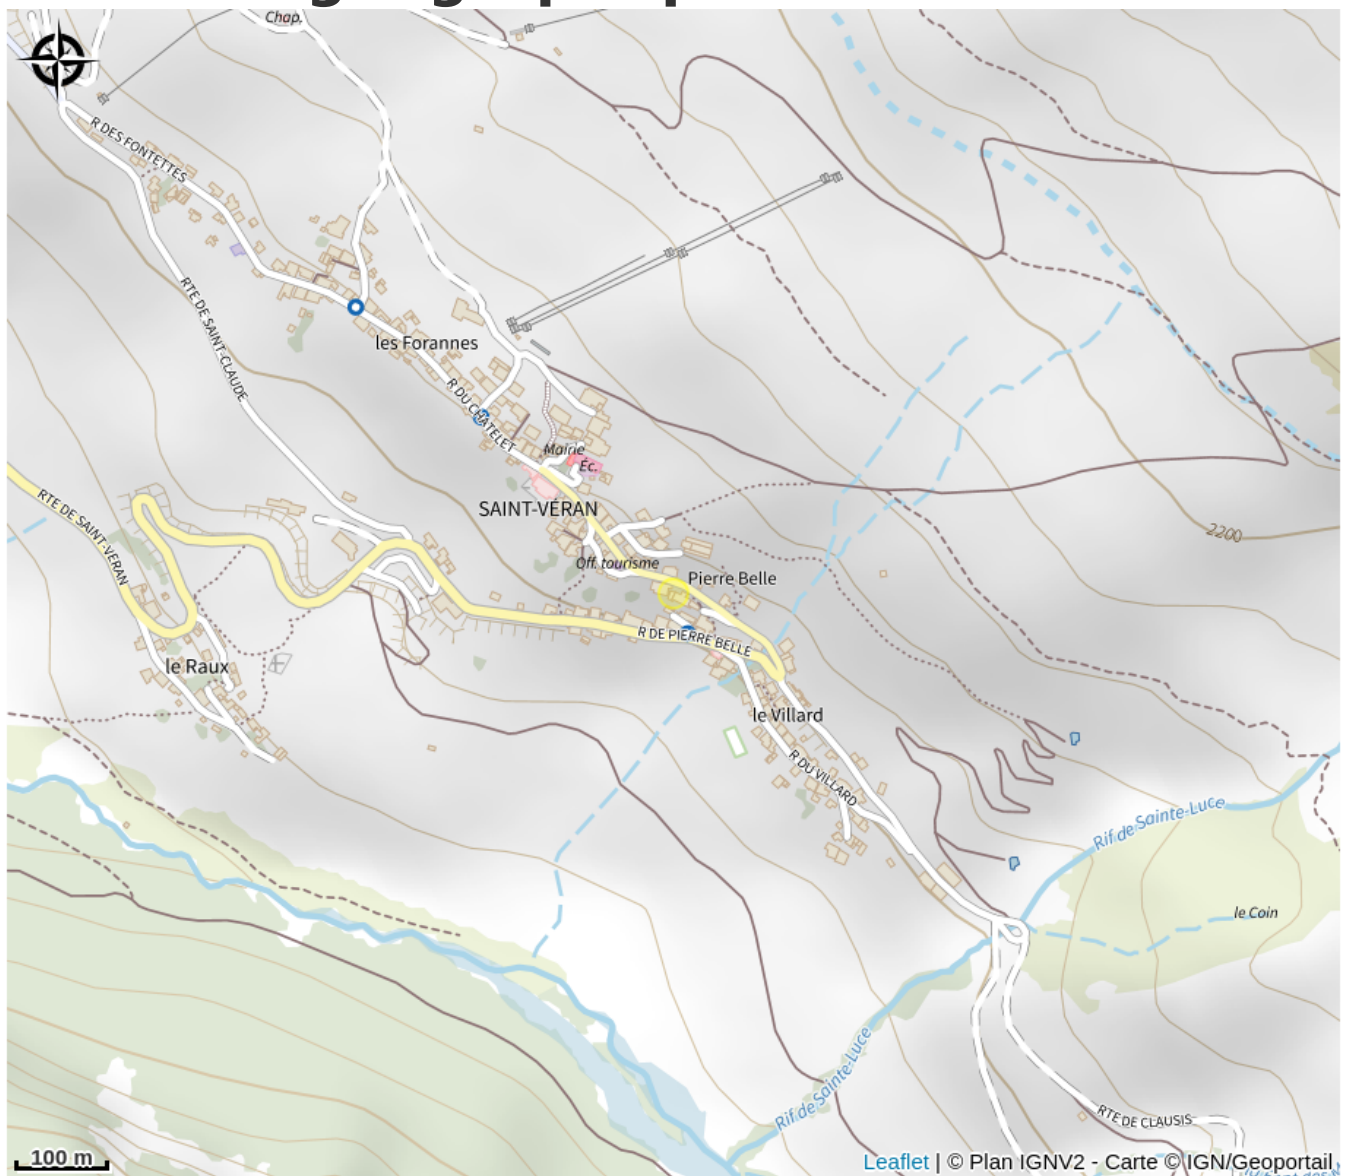 Chap.
R DES FONTETTES
RTE DE SAINT-CLAUDE
les Forannes
R DU CHATELET
Mairie
Éc.
SAINT-VÉRAN
2200
RTE DE SAINT-VERAN
Off. tourisme
Pierre Belle
R DE PIERRE BELLE
le Raux
le Villard
R DU VILLARD
Rif de Sainte-Luce
le Coin
Rif de Sainte-Luce
RTE DE CLAUSIS
100 m
Leaflet | © Plan IGNV2 - Carte © IGN/Geoportail